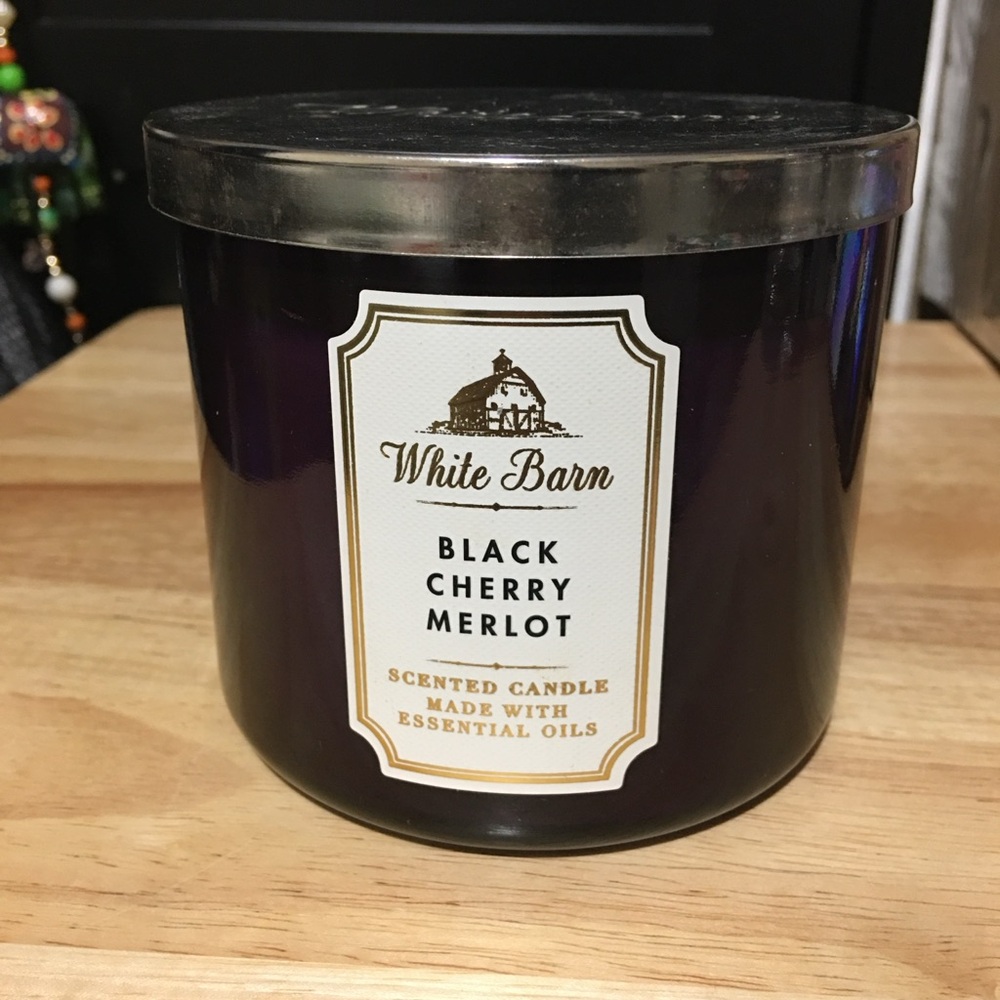 White Barn
BLACK
CHERRY
MERLOT
SCENTED CANDLE
MADE WITH
ESSENTIAL OILS